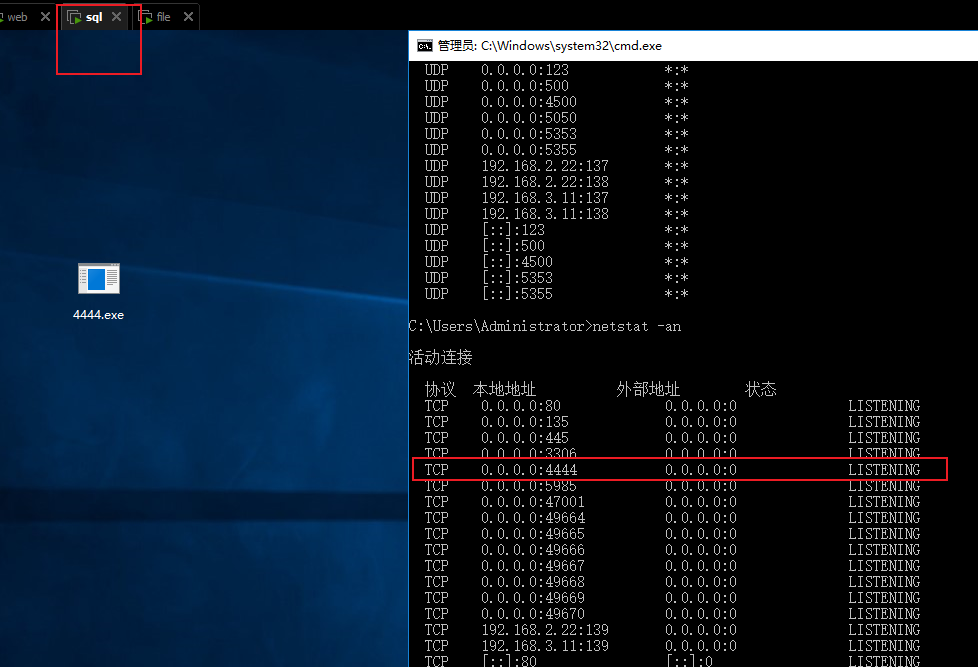 web
sql
file
4444.exe
管理员: C:\Windows\system32\cmd.exe
UDP 0.0.0.0:123 *:*
UDP 0.0.0.0:500 *:*
UDP 0.0.0.0:4500 *:*
UDP 0.0.0.0:5050 *:*
UDP 0.0.0.0:5353 *:*
UDP 0.0.0.0:5355 *:*
UDP 192.168.2.22:137 *:*
UDP 192.168.2.22:138 *:*
UDP 192.168.3.11:137 *:*
UDP 192.168.3.11:138 *:*
UDP [::]:123 *:*
UDP [::]:500 *:*
UDP [::]:4500 *:*
UDP [::]:5353 *:*
UDP [::]:5355 *:*
C:\Users\Administrator>netstat -an
活动连接
协议 本地地址 外部地址 状态
TCP 0.0.0.0:80 0.0.0.0:0 LISTENING
TCP 0.0.0.0:135 0.0.0.0:0 LISTENING
TCP 0.0.0.0:445 0.0.0.0:0 LISTENING
TCP 0.0.0.0:3306 0.0.0.0:0 LISTENING
TCP 0.0.0.0:4444 0.0.0.0:0 LISTENING
TCP 0.0.0.0:5985 0.0.0.0:0 LISTENING
TCP 0.0.0.0:47001 0.0.0.0:0 LISTENING
TCP 0.0.0.0:49664 0.0.0.0:0 LISTENING
TCP 0.0.0.0:49665 0.0.0.0:0 LISTENING
TCP 0.0.0.0:49666 0.0.0.0:0 LISTENING
TCP 0.0.0.0:49667 0.0.0.0:0 LISTENING
TCP 0.0.0.0:49668 0.0.0.0:0 LISTENING
TCP 0.0.0.0:49669 0.0.0.0:0 LISTENING
TCP 0.0.0.0:49670 0.0.0.0:0 LISTENING
TCP 192.168.2.22:139 0.0.0.0:0 LISTENING
TCP 192.168.3.11:139 0.0.0.0:0 LISTENING
TCP [::]:80 [::]:0 LISTENING